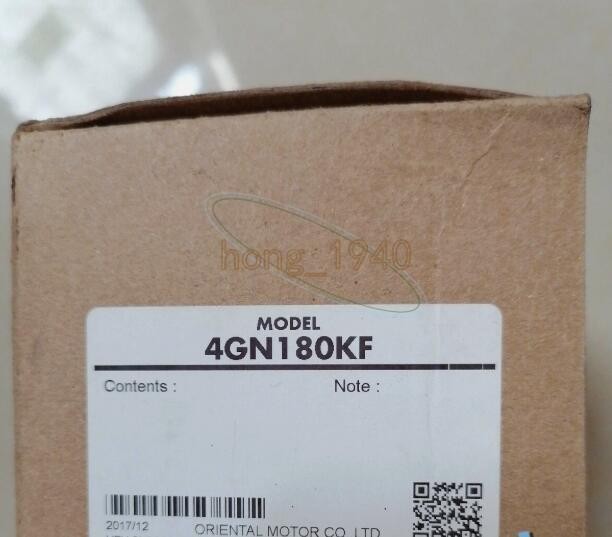 hong_1940
MODEL
4GN180KF
Contents : Note :
2017/12 ORIENTAL MOTOR CO. LTD